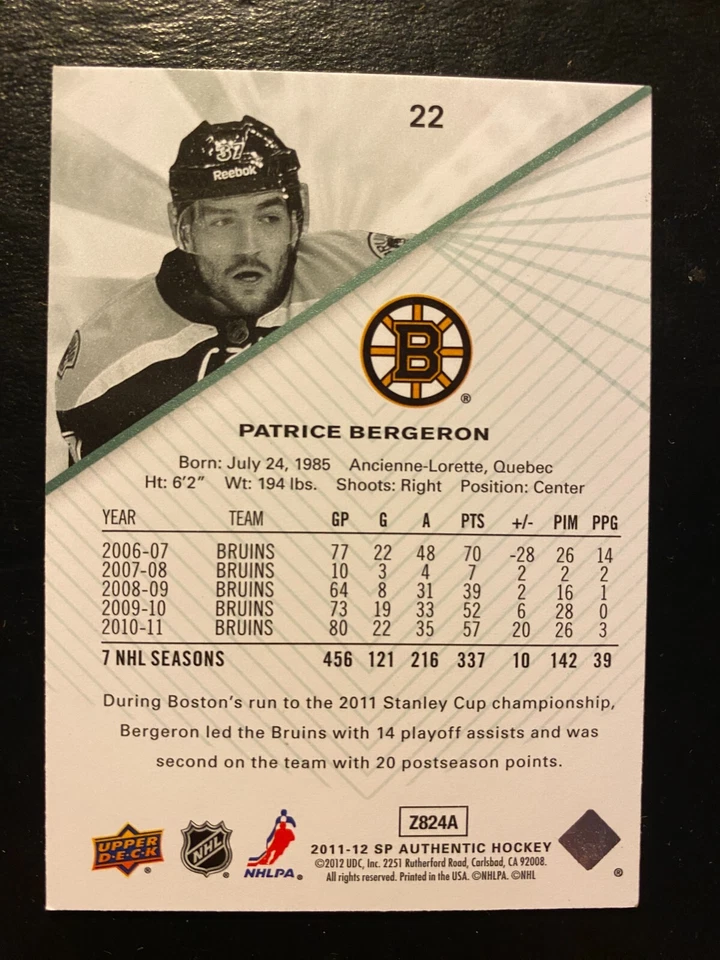 22
37
Reebok
B
®
PATRICE BERGERON
Born: July 24, 1985 Ancienne-Lorette, Quebec
Ht: 6'2" Wt: 194 lbs. Shoots: Right Position: Center
YEAR TEAM GP G A PTS +/- PIM PPG
2006-07 BRUINS 77 22 48 70 -28 26 14
2007-08 BRUINS 10 3 4 7 2 2 2
2008-09 BRUINS 64 8 31 39 2 16 1
2009-10 BRUINS 73 19 33 52 6 28 0
2010-11 BRUINS 80 22 35 57 20 26 3
7 NHL SEASONS 456 121 216 337 10 142 39
During Boston's run to the 2011 Stanley Cup championship,
Bergeron led the Bruins with 14 playoff assists and was
second on the team with 20 postseason points.
Z824A
UPPER DECK ® NHL ® NHLPA ®
2011-12 SP AUTHENTIC HOCKEY
©2012 UDC, Inc. 2251 Rutherford Road, Carlsbad, CA 92008.
All rights reserved. Printed in the USA. ©NHLPA. ©NHL
®